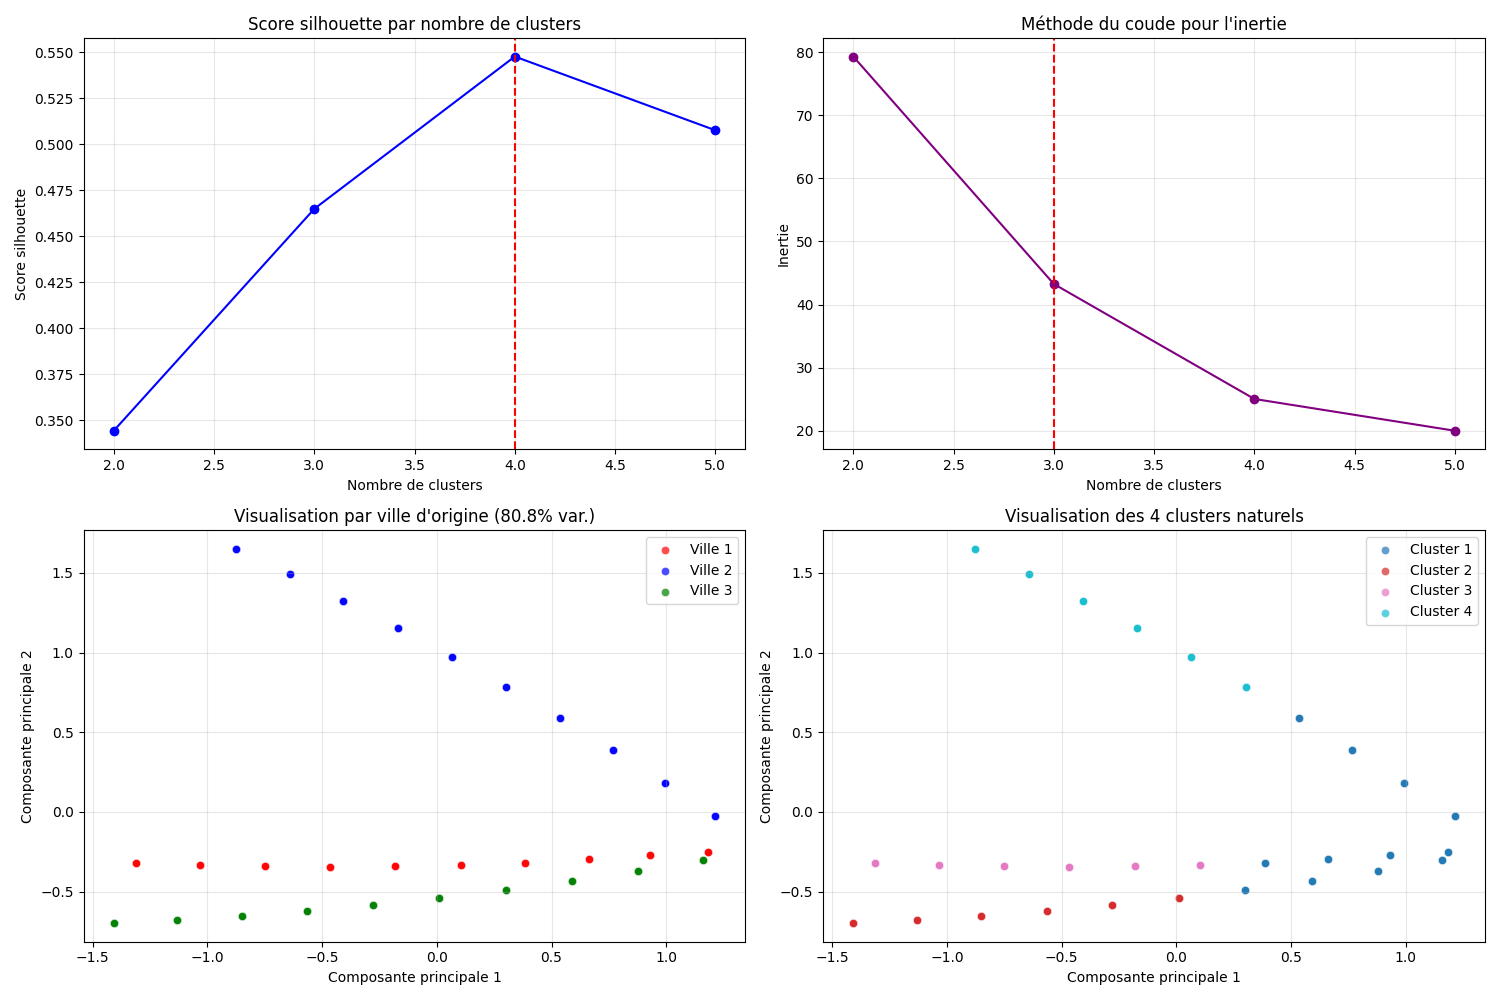 Score silhouette par nombre de clusters
Score silhouette
0.550
0.525
0.500
0.475
0.450
0.425
0.400
0.375
0.350
2.0 2.5 3.0 3.5 4.0 4.5 5.0
Nombre de clusters
Méthode du coude pour l'inertie
Inertie
80
70
60
50
40
30
20
2.0 2.5 3.0 3.5 4.0 4.5 5.0
Nombre de clusters
Visualisation par ville d'origine (80.8% var.)
Ville 1
Ville 2
Ville 3
Composante principale 2
1.5
1.0
0.5
0.0
−0.5
−1.5 −1.0 −0.5 0.0 0.5 1.0
Composante principale 1
Visualisation des 4 clusters naturels
Cluster 1
Cluster 2
Cluster 3
Cluster 4
Composante principale 2
1.5
1.0
0.5
0.0
−0.5
−1.5 −1.0 −0.5 0.0 0.5 1.0
Composante principale 1